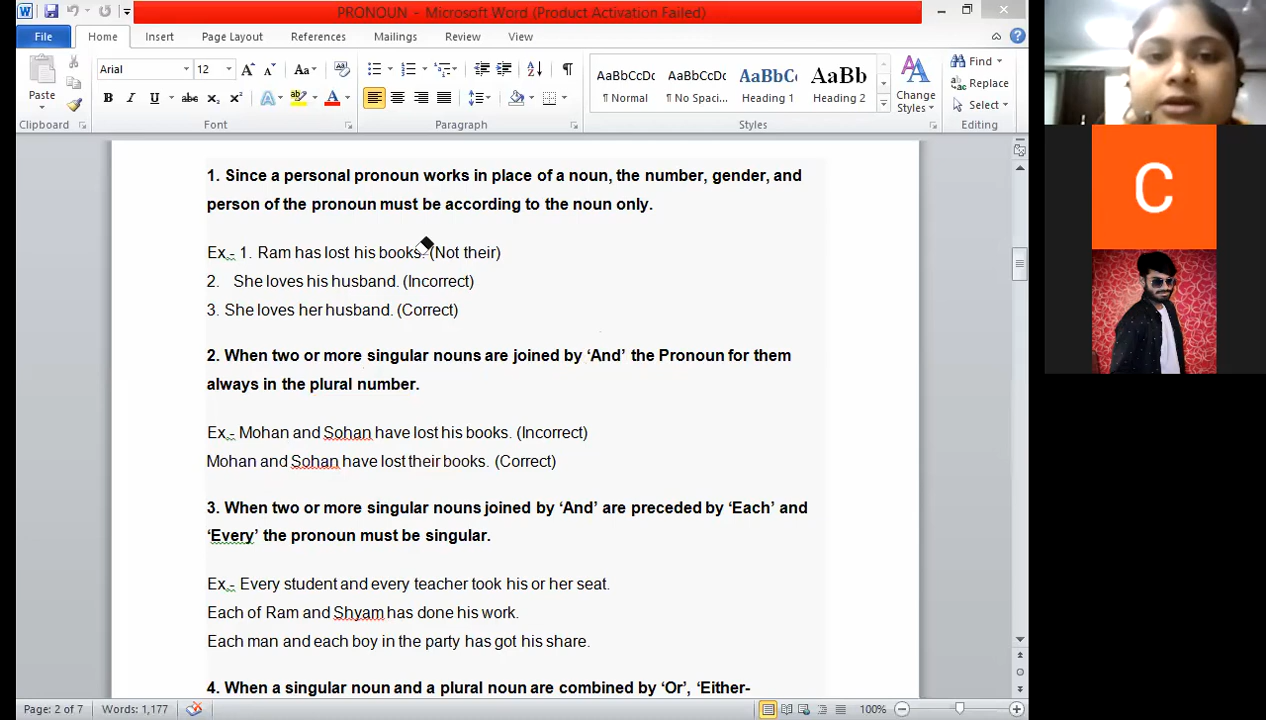 PRONOUN - Microsoft Word (Product Activation Failed)
File Home Insert Page Layout References Mailings Review View
Paste
Arial 12
Aa
B I U abc x₂ x² A ab A
AaBbCcDc AaBbCcDc AaBbCc AaBb
¶ Normal ¶ No Spaci... Heading 1 Heading 2
Change
Styles
Find
Replace
Select
Clipboard Font Paragraph Styles Editing
1. Since a personal pronoun works in place of a noun, the number, gender, and
person of the pronoun must be according to the noun only.
Ex.- 1. Ram has lost his books. (Not their)
2. She loves his husband. (Incorrect)
3. She loves her husband. (Correct)
2. When two or more singular nouns are joined by ‘And’ the Pronoun for them
always in the plural number.
Ex.- Mohan and Sohan have lost his books. (Incorrect)
Mohan and Sohan have lost their books. (Correct)
3. When two or more singular nouns joined by ‘And’ are preceded by ‘Each’ and
‘Every’ the pronoun must be singular.
Ex.- Every student and every teacher took his or her seat.
Each of Ram and Shyam has done his work.
Each man and each boy in the party has got his share.
4. When a singular noun and a plural noun are combined by ‘Or’, ‘Either-
Page: 2 of 7 Words: 1,177 100%
C